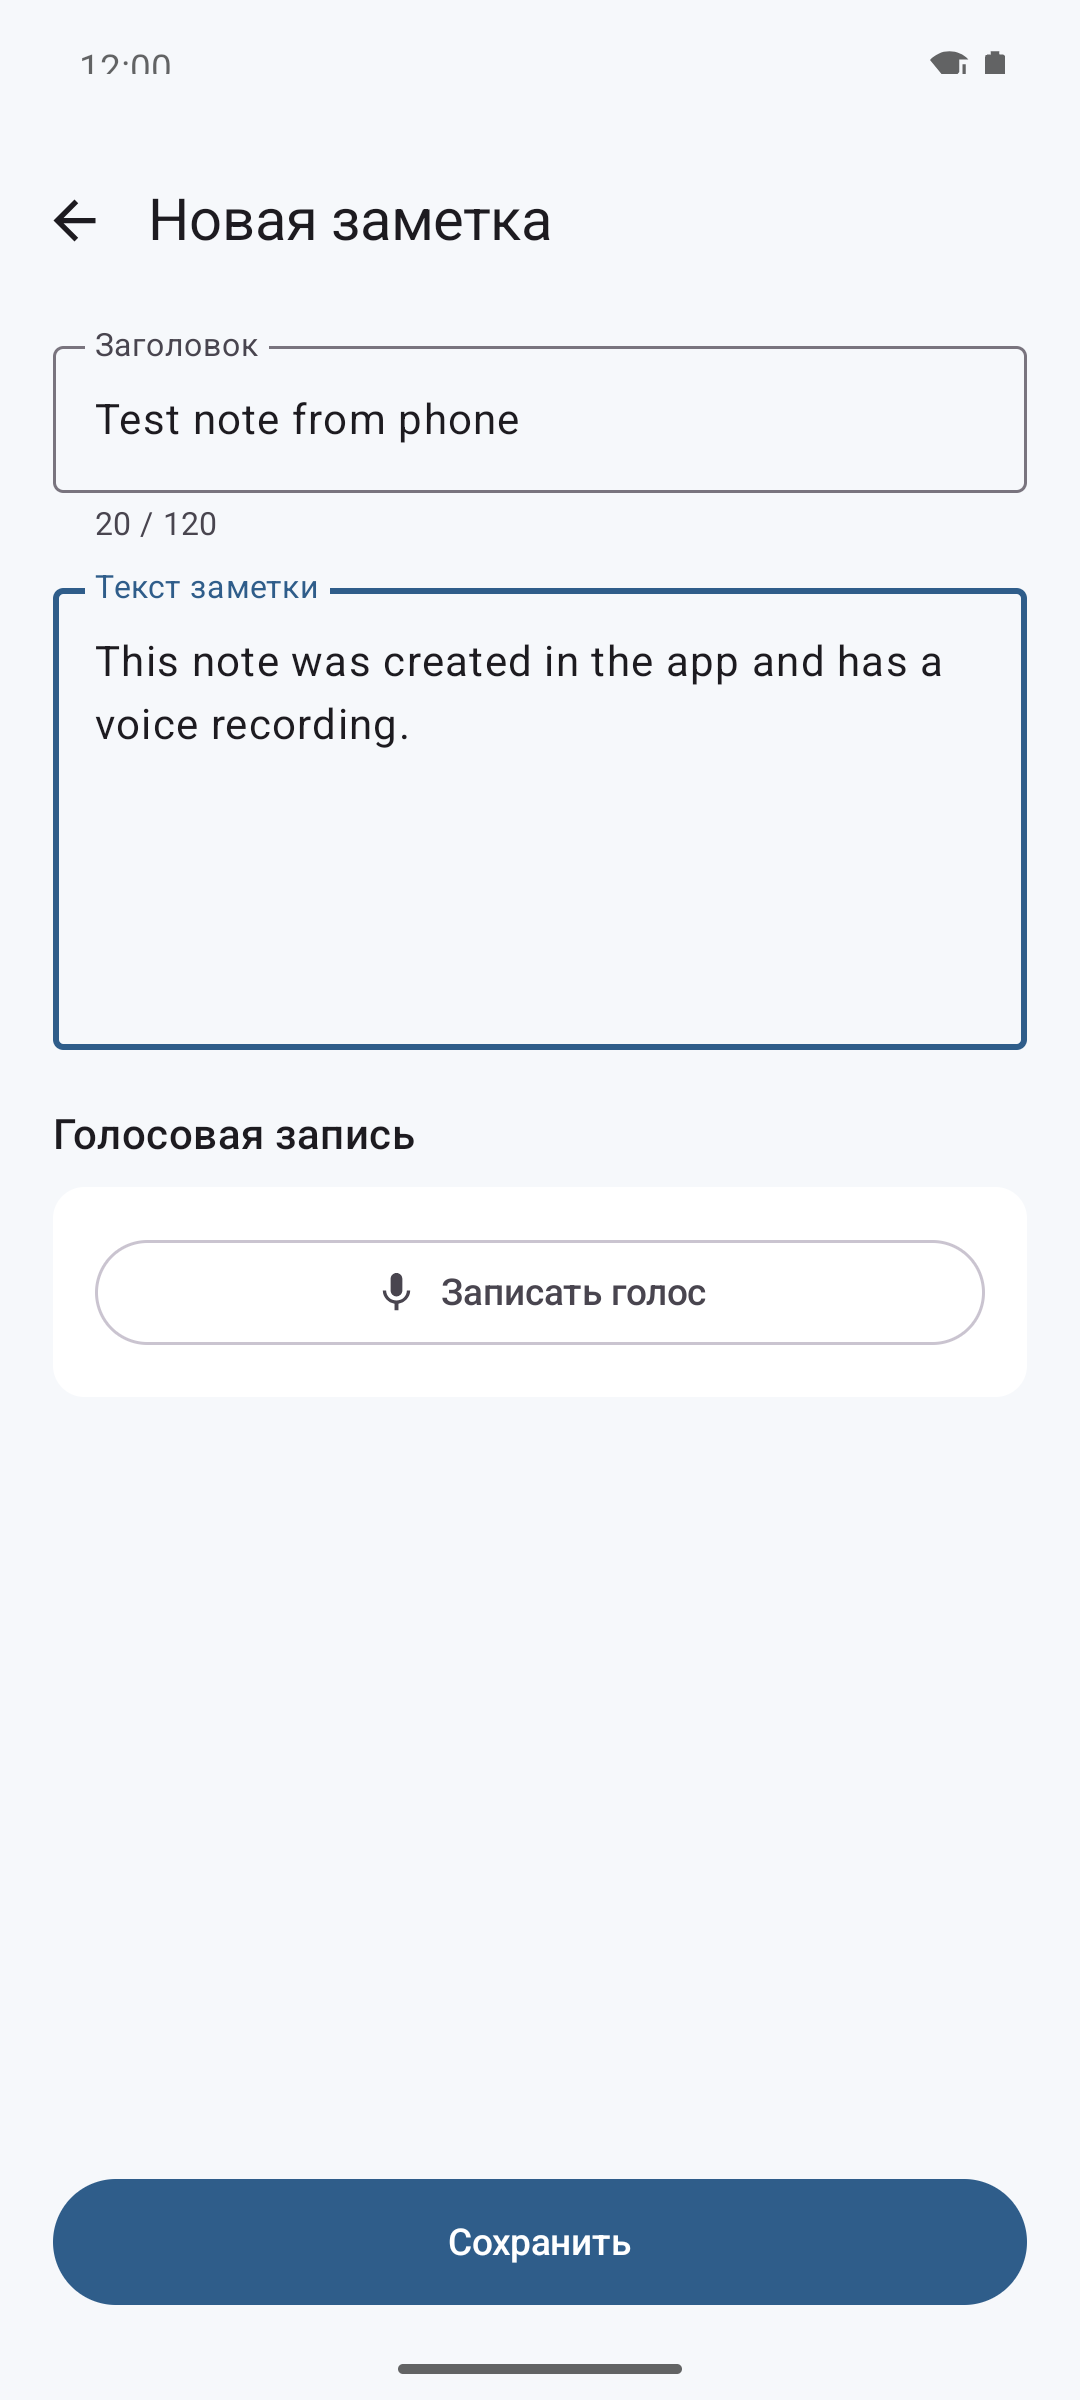 12:00
Новая заметка
Заголовок
Test note from phone
20 / 120
Текст заметки
This note was created in the app and has a
voice recording.
Голосовая запись
Записать голос
Сохранить